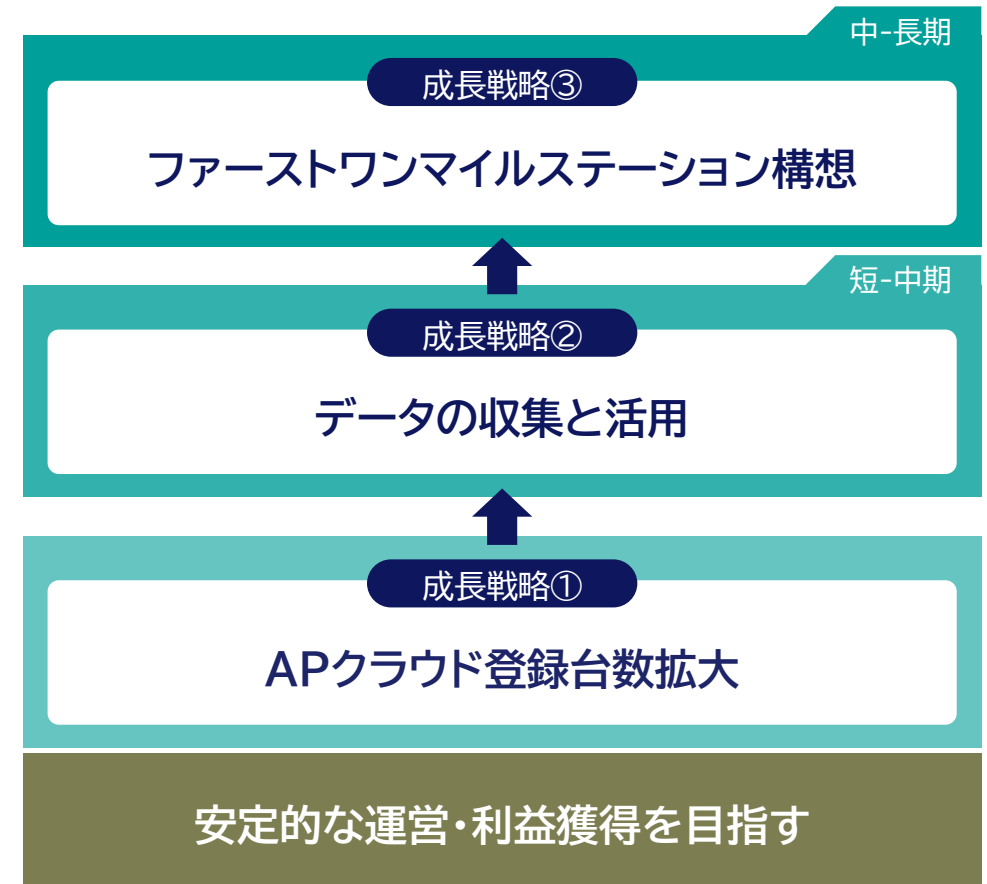 中-長期
成長戦略③
ファーストワンマイルステーション構想
短-中期
成長戦略②
データの収集と活用
成長戦略①
APクラウド登録台数拡大
安定的な運営・利益獲得を目指す